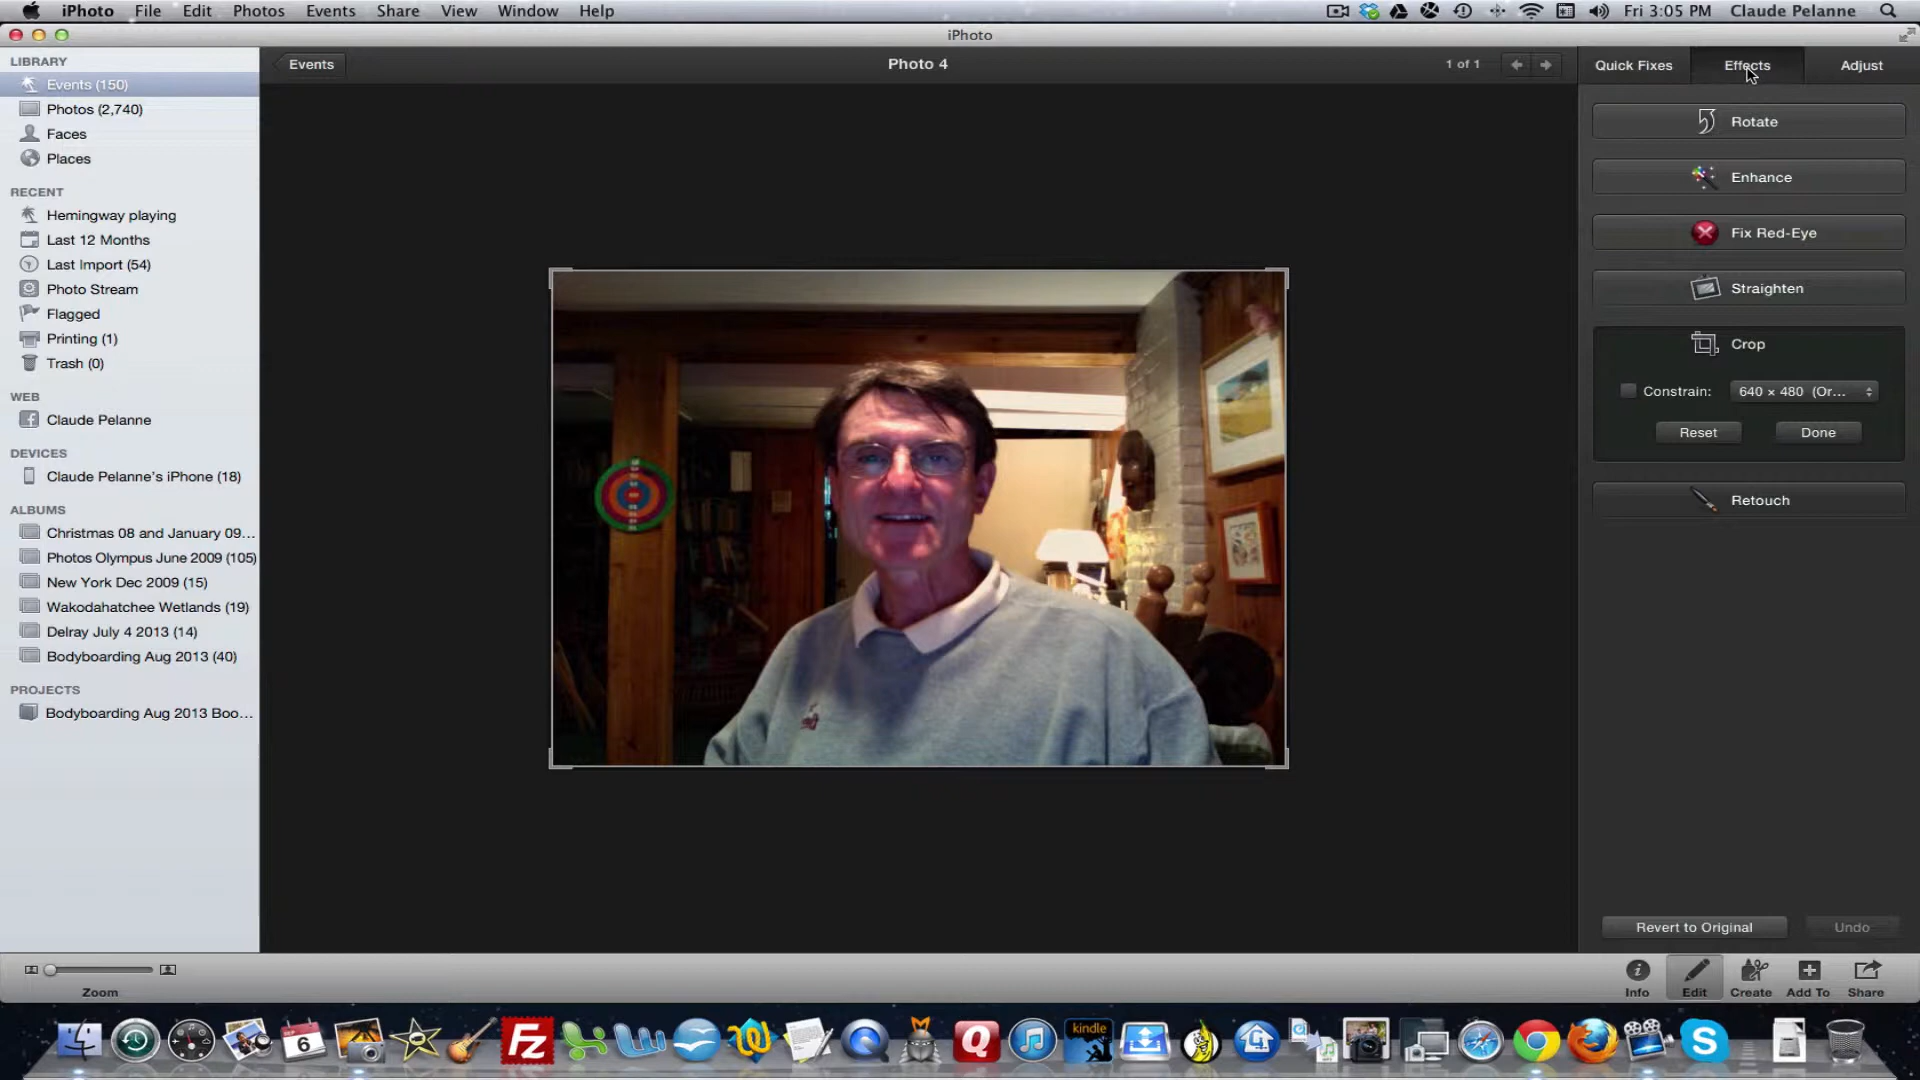 iPhoto File Edit Photos Events Share View Window Help Fri 3:05 PM Claude Pelanne
iPhoto
LIBRARY
Events (150)
Photos (2,740)
Faces
Places
RECENT
Hemingway playing
Last 12 Months
Last Import (54)
Photo Stream
Flagged
Printing (1)
Trash (0)
WEB
Claude Pelanne
DEVICES
Claude Pelanne's iPhone (18)
ALBUMS
Christmas 08 and January 09...
Photos Olympus June 2009 (105)
New York Dec 2009 (15)
Wakodahatchee Wetlands (19)
Delray July 4 2013 (14)
Bodyboarding Aug 2013 (40)
PROJECTS
Bodyboarding Aug 2013 Boo...
Events Photo 4 1 of 1
Quick Fixes Effects Adjust
Rotate
Enhance
Fix Red-Eye
Straighten
Crop
Constrain: 640 × 480 (Or...
Reset Done
Retouch
Revert to Original Undo
Zoom
Info Edit Create Add To Share
SEP
6
FZ
Q
kindle
S